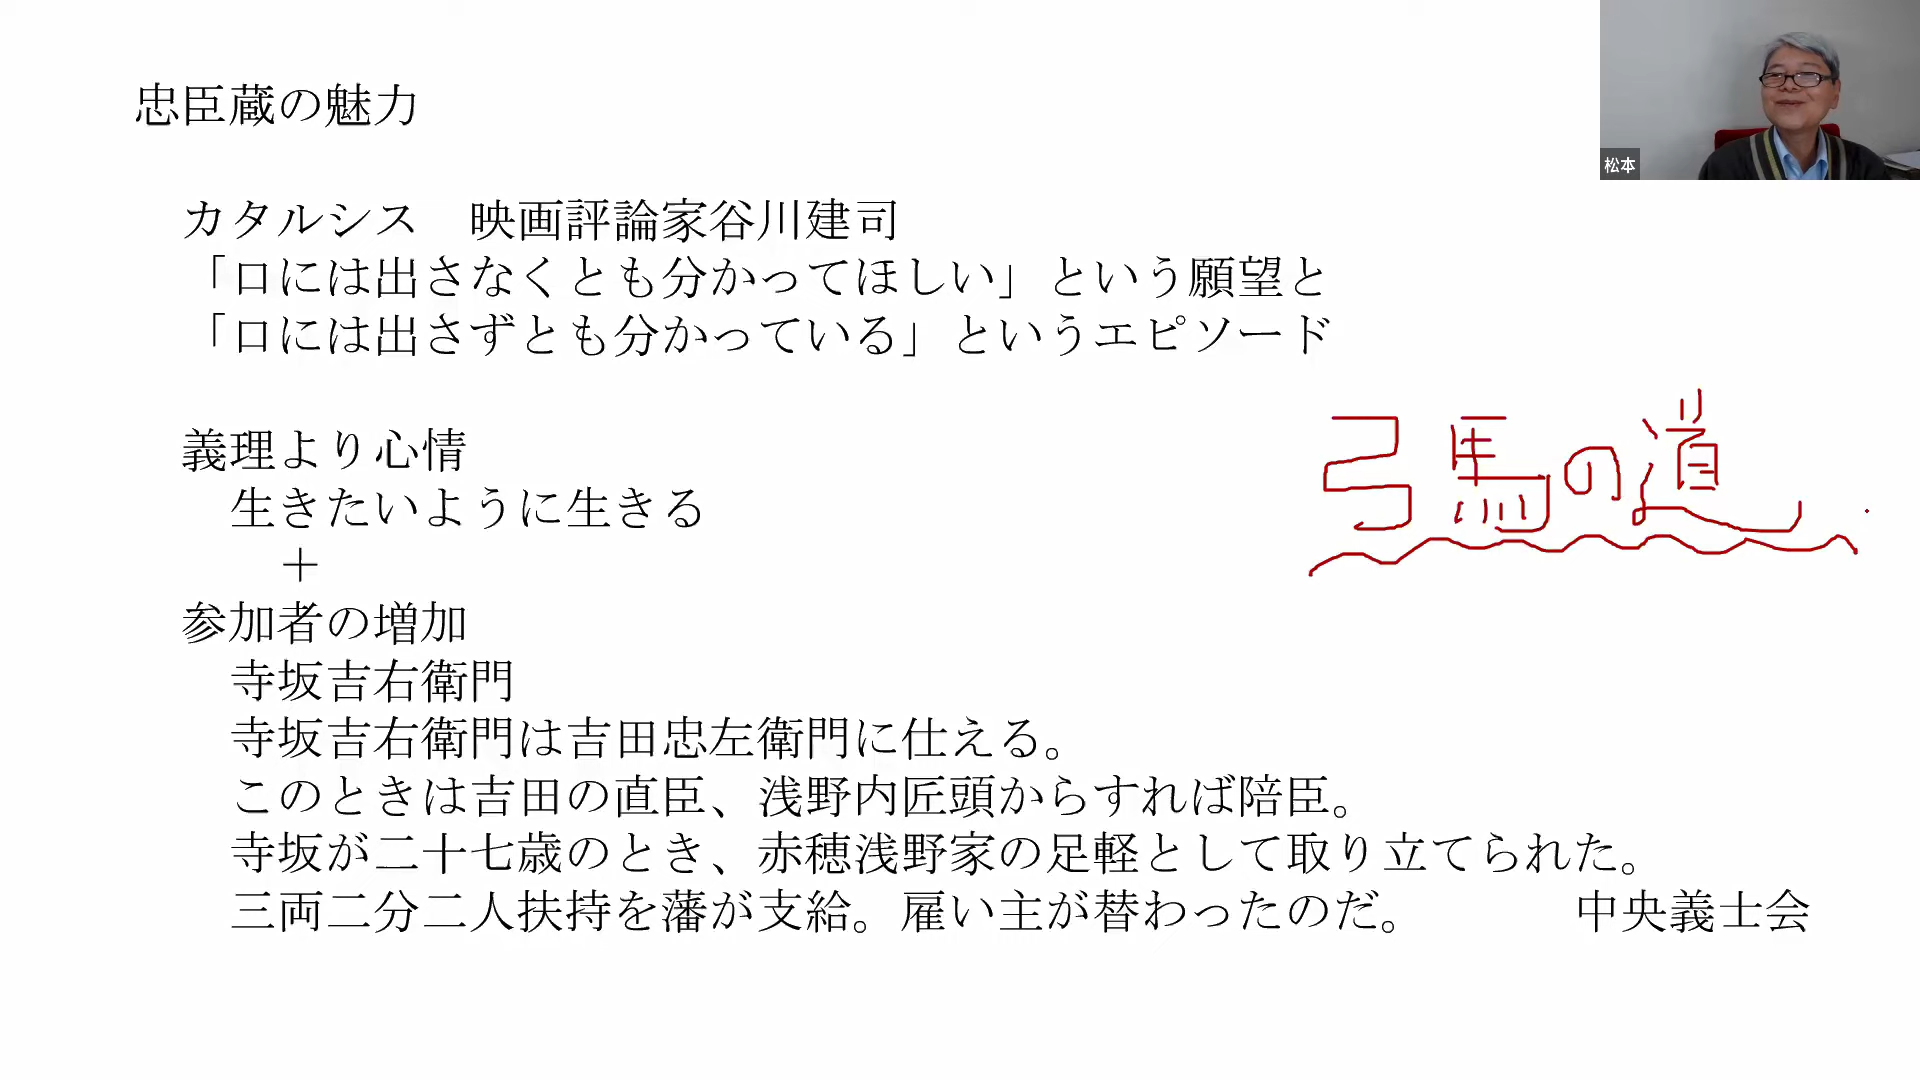 忠臣蔵の魅力
松本
カタルシス　映画評論家谷川建司
「口には出さなくとも分かってほしい」という願望と
「口には出さずとも分かっている」というエピソード
義理より心情
生きたいように生きる
＋
弓馬の道
参加者の増加
寺坂吉右衛門
寺坂吉右衛門は吉田忠左衛門に仕える。
このときは吉田の直臣、浅野内匠頭からすれば陪臣。
寺坂が二十七歳のとき、赤穂浅野家の足軽として取り立てられた。
三両二分二人扶持を藩が支給。雇い主が替わったのだ。　　　中央義士会